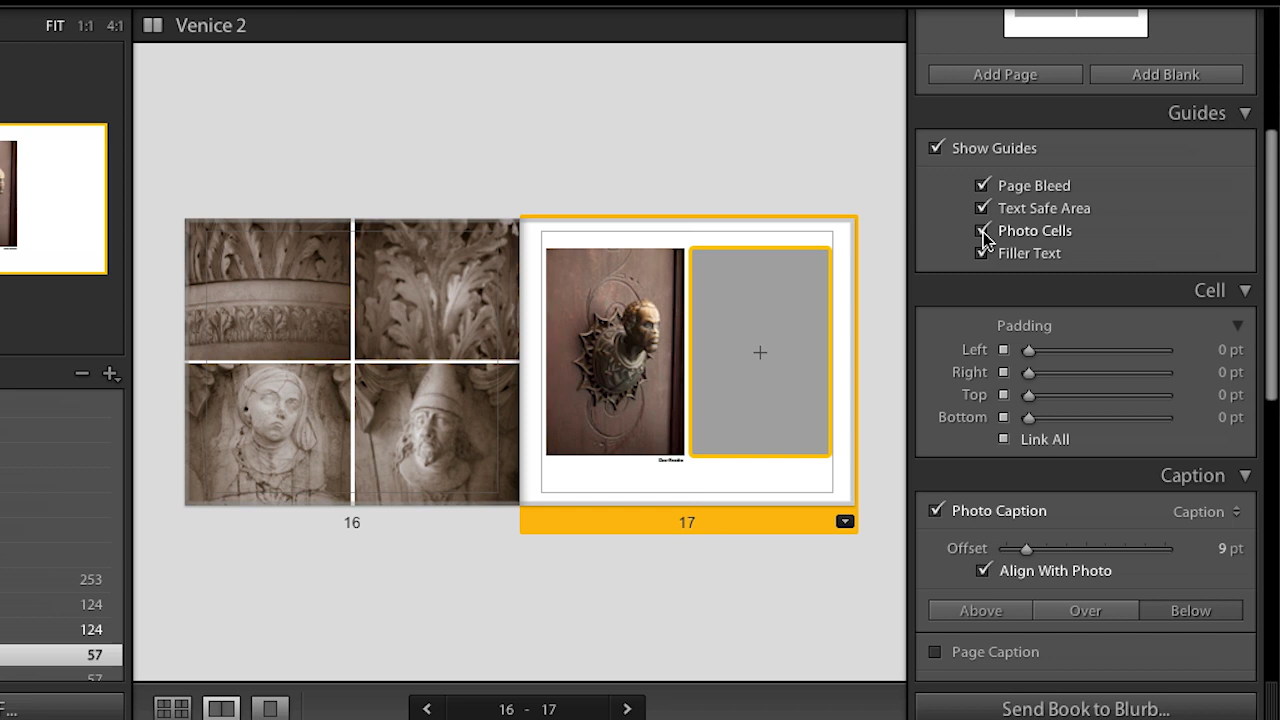 FIT 1:1 4:1
Venice 2
Add Page Add Blank
Guides
Show Guides
Page Bleed
Text Safe Area
Photo Cells
Filler Text
Cell
Padding
Left 0 pt
Right 0 pt
Top 0 pt
Bottom 0 pt
Link All
Caption
Photo Caption Caption
Offset 9 pt
Align With Photo
Above Over Below
Page Caption
Send Book to Blurb...
16
17
253
124
124
57
57
F...
16 - 17